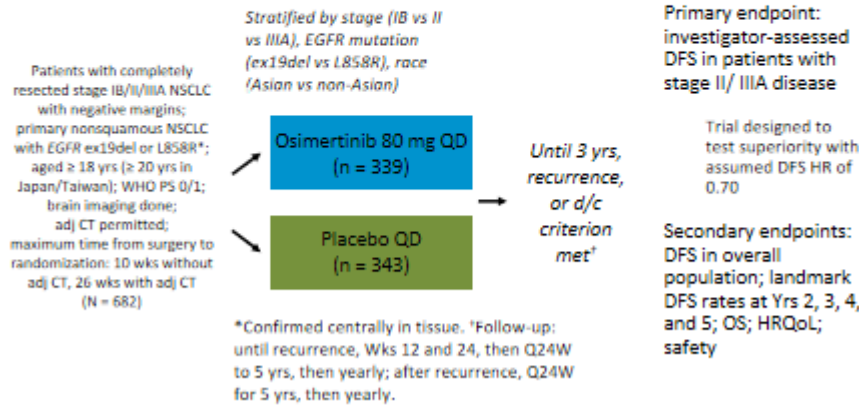 Stratified by stage (IB vs II
vs IIIA), EGFR mutation
(ex19del vs L858R), race
(Asian vs non-Asian)
Patients with completely
resected stage IB/II/IIIA NSCLC
with negative margins;
primary nonsquamous NSCLC
with EGFR ex19del or L858R*;
aged ≥ 18 yrs (≥ 20 yrs in
Japan/Taiwan); WHO PS 0/1;
brain imaging done;
adj CT permitted;
maximum time from surgery to
randomization: 10 wks without
adj CT, 26 wks with adj CT
(N = 682)
Osimertinib 80 mg QD
(n = 339)
Placebo QD
(n = 343)
Until 3 yrs,
recurrence,
or d/c
criterion
met†
*Confirmed centrally in tissue. †Follow-up:
until recurrence, Wks 12 and 24, then Q24W
to 5 yrs, then yearly; after recurrence, Q24W
for 5 yrs, then yearly.
Primary endpoint:
investigator-assessed
DFS in patients with
stage II/ IIIA disease
Trial designed to
test superiority with
assumed DFS HR of
0.70
Secondary endpoints:
DFS in overall
population; landmark
DFS rates at Yrs 2, 3, 4,
and 5; OS; HRQoL;
safety